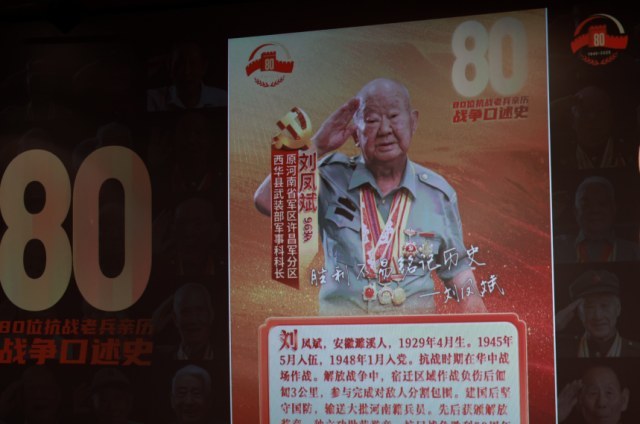 80
80位抗战老兵亲历
战争口述史
80
80
80位抗战老兵亲历
战争口述史
80
刘凤斌 96岁
原河南省军区许昌军分区
西华县武装部军事科科长
胜利不忘铭记历史
——刘凤斌
刘凤斌，安徽濉溪人，1929年4月生。1945年
5月入伍，1948年1月入党。抗战时期在华中战
场作战。解放战争中，宿迁区域作战负伤后匍
匐3公里，参与完成对敌人分割包围。建国后坚
守国防，输送大批河南籍兵员。先后获颁解放